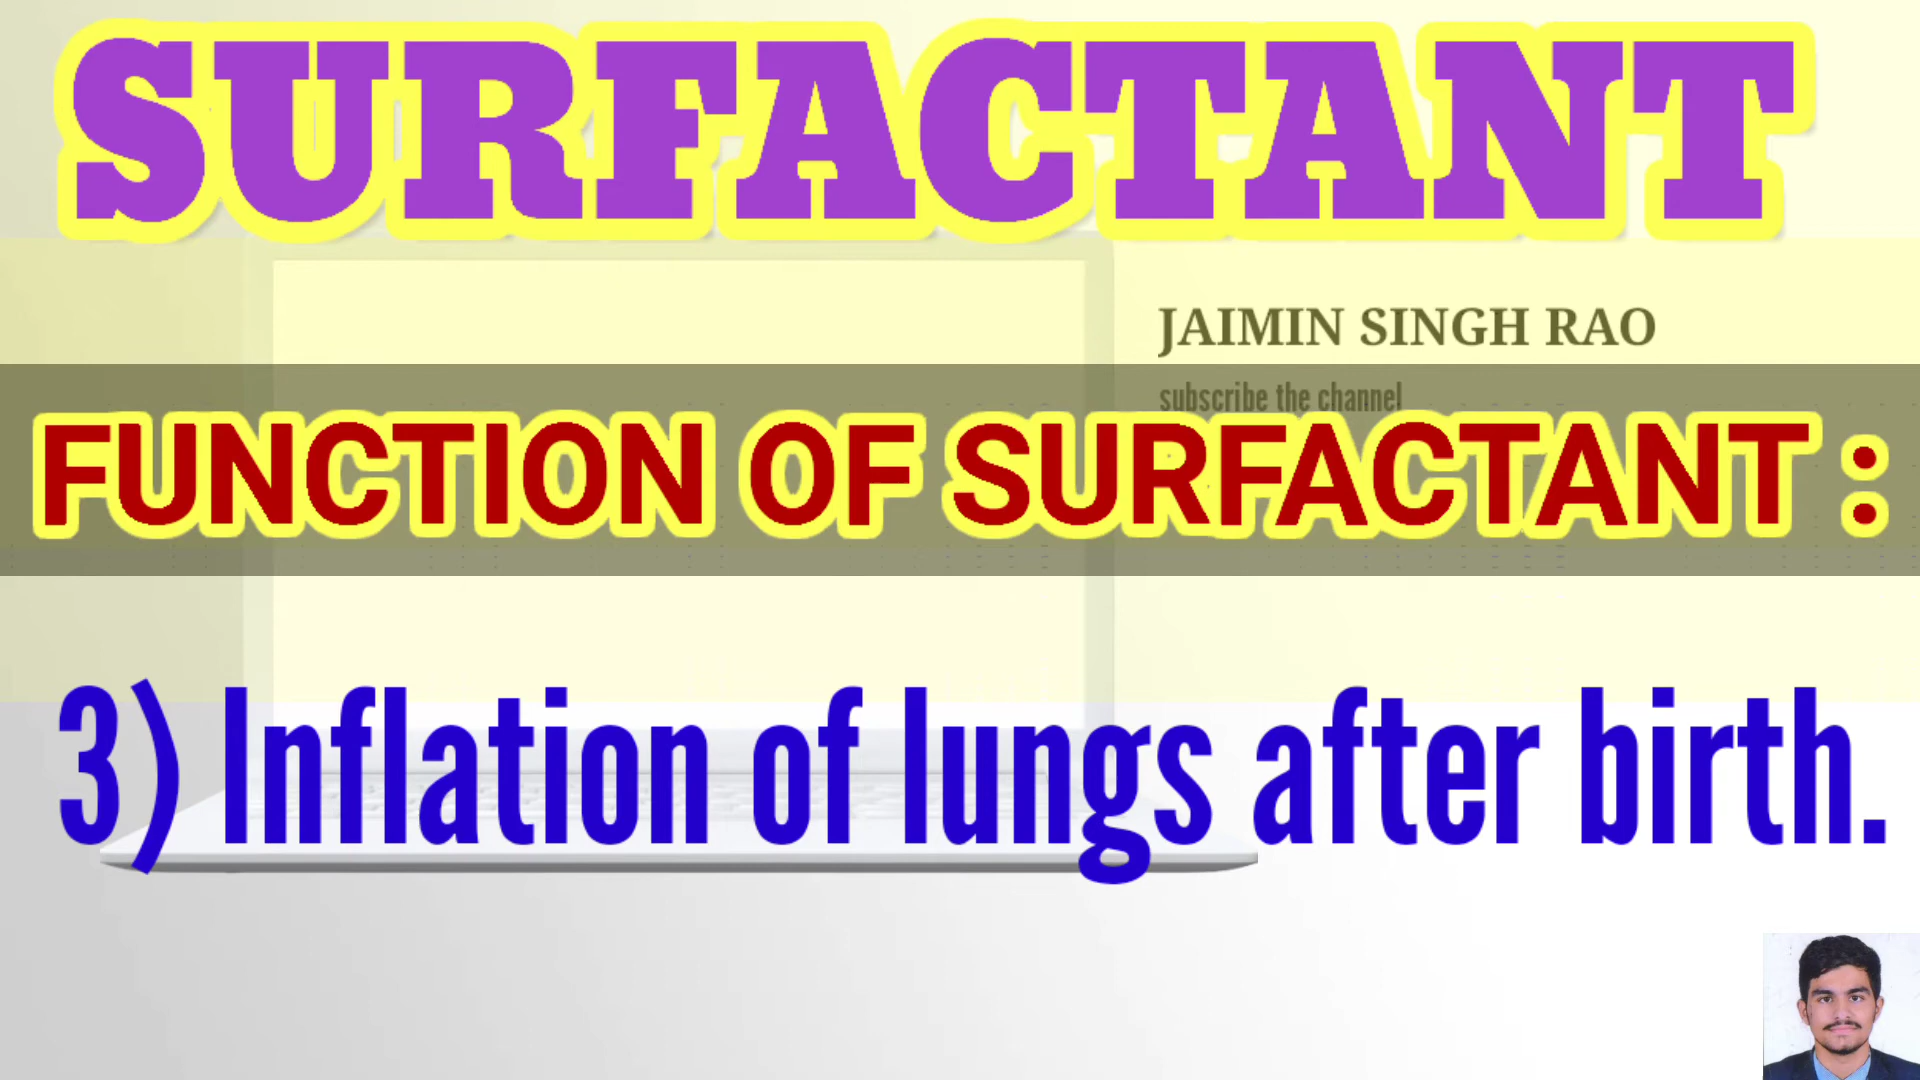 SURFACTANT
JAIMIN SINGH RAO
subscribe the channel
FUNCTION OF SURFACTANT :
3) Inflation of lungs after birth.